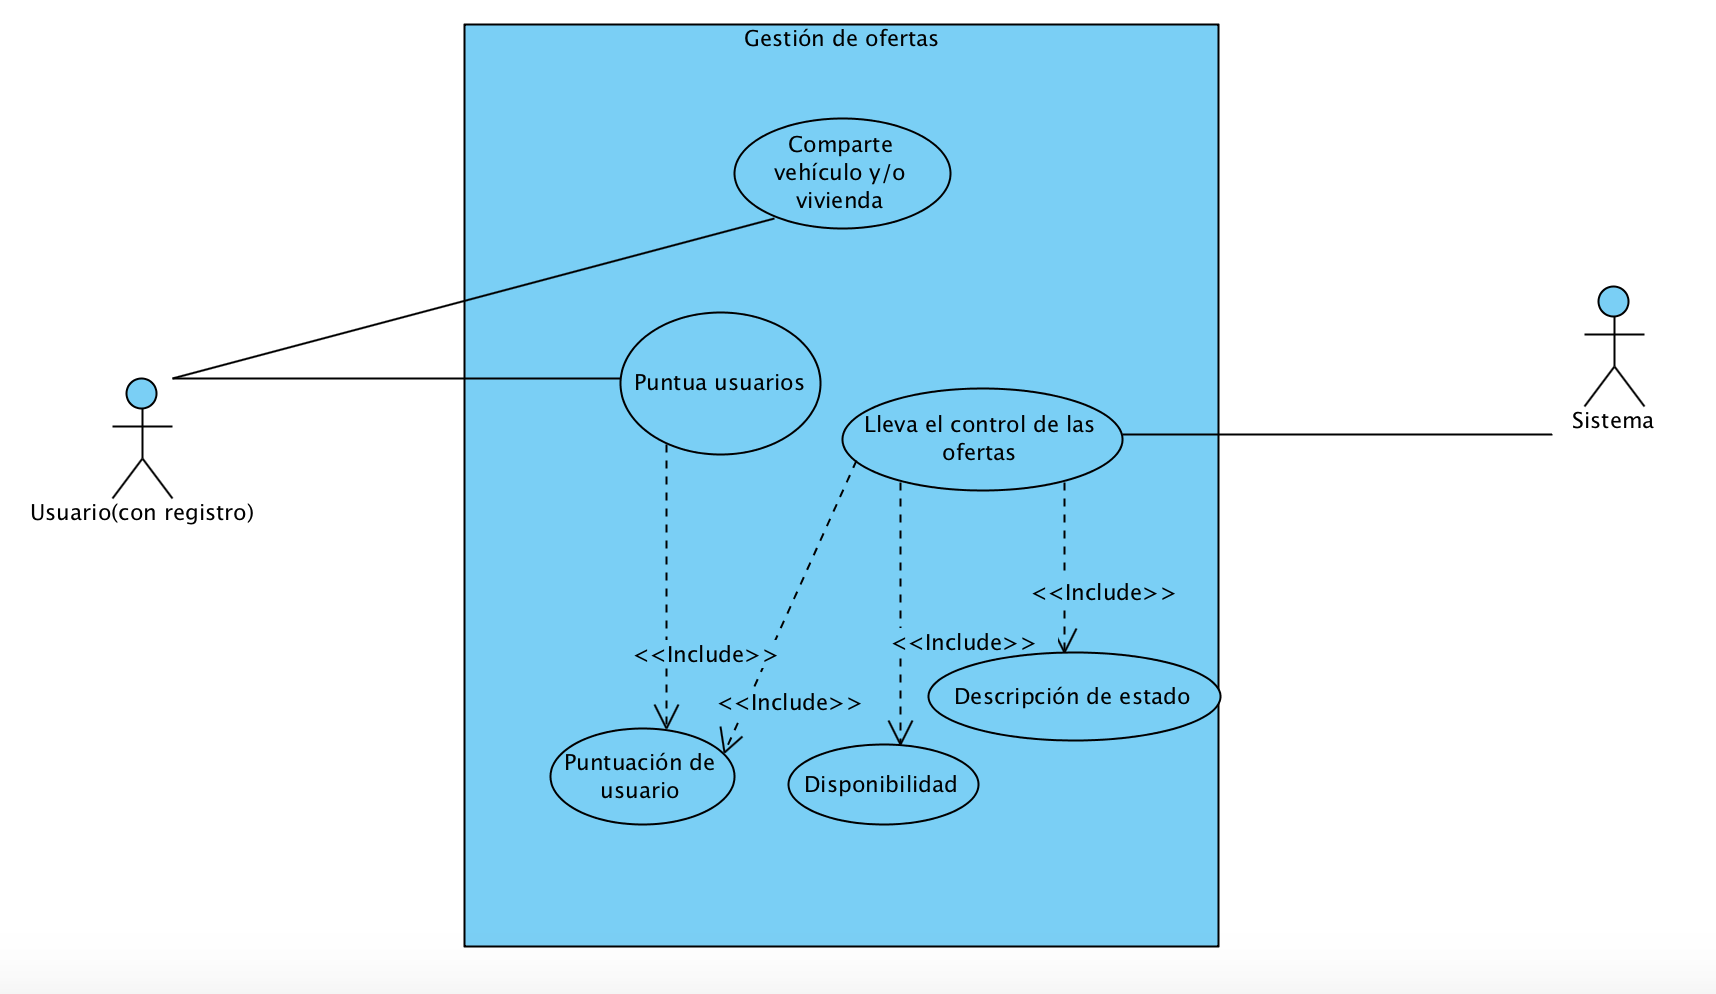 Gestión de ofertas
Comparte
vehículo y/o
vivienda
Puntua usuarios
Lleva el control de las
ofertas
Sistema
Usuario(con registro)
<<Include>>
<<Include>>
<<Include>>
<<Include>>
Descripción de estado
Puntuación de
usuario
Disponibilidad